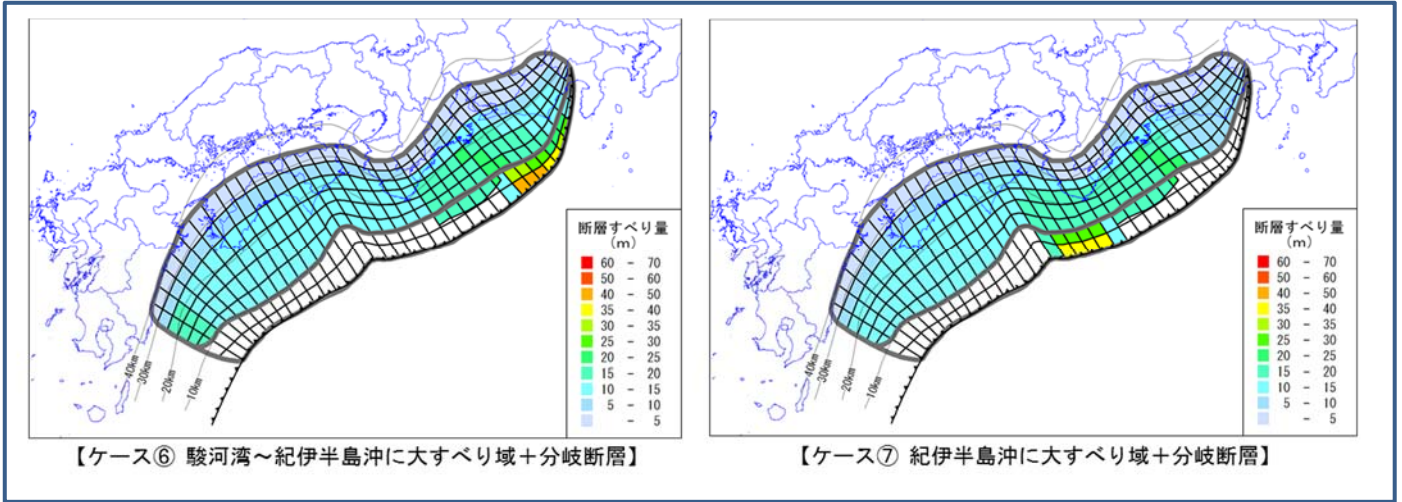 断層すべり量
(m)
60 - 70
50 - 60
40 - 50
35 - 40
30 - 35
25 - 30
20 - 25
15 - 20
10 - 15
5 - 10
- 5
40km
30km
20km
10km
【ケース⑥ 駿河湾~紀伊半島沖に大すべり域+分岐断層】
断層すべり量
(m)
60 - 70
50 - 60
40 - 50
35 - 40
30 - 35
25 - 30
20 - 25
15 - 20
10 - 15
5 - 10
- 5
40km
30km
20km
10km
【ケース⑦ 紀伊半島沖に大すべり域+分岐断層】